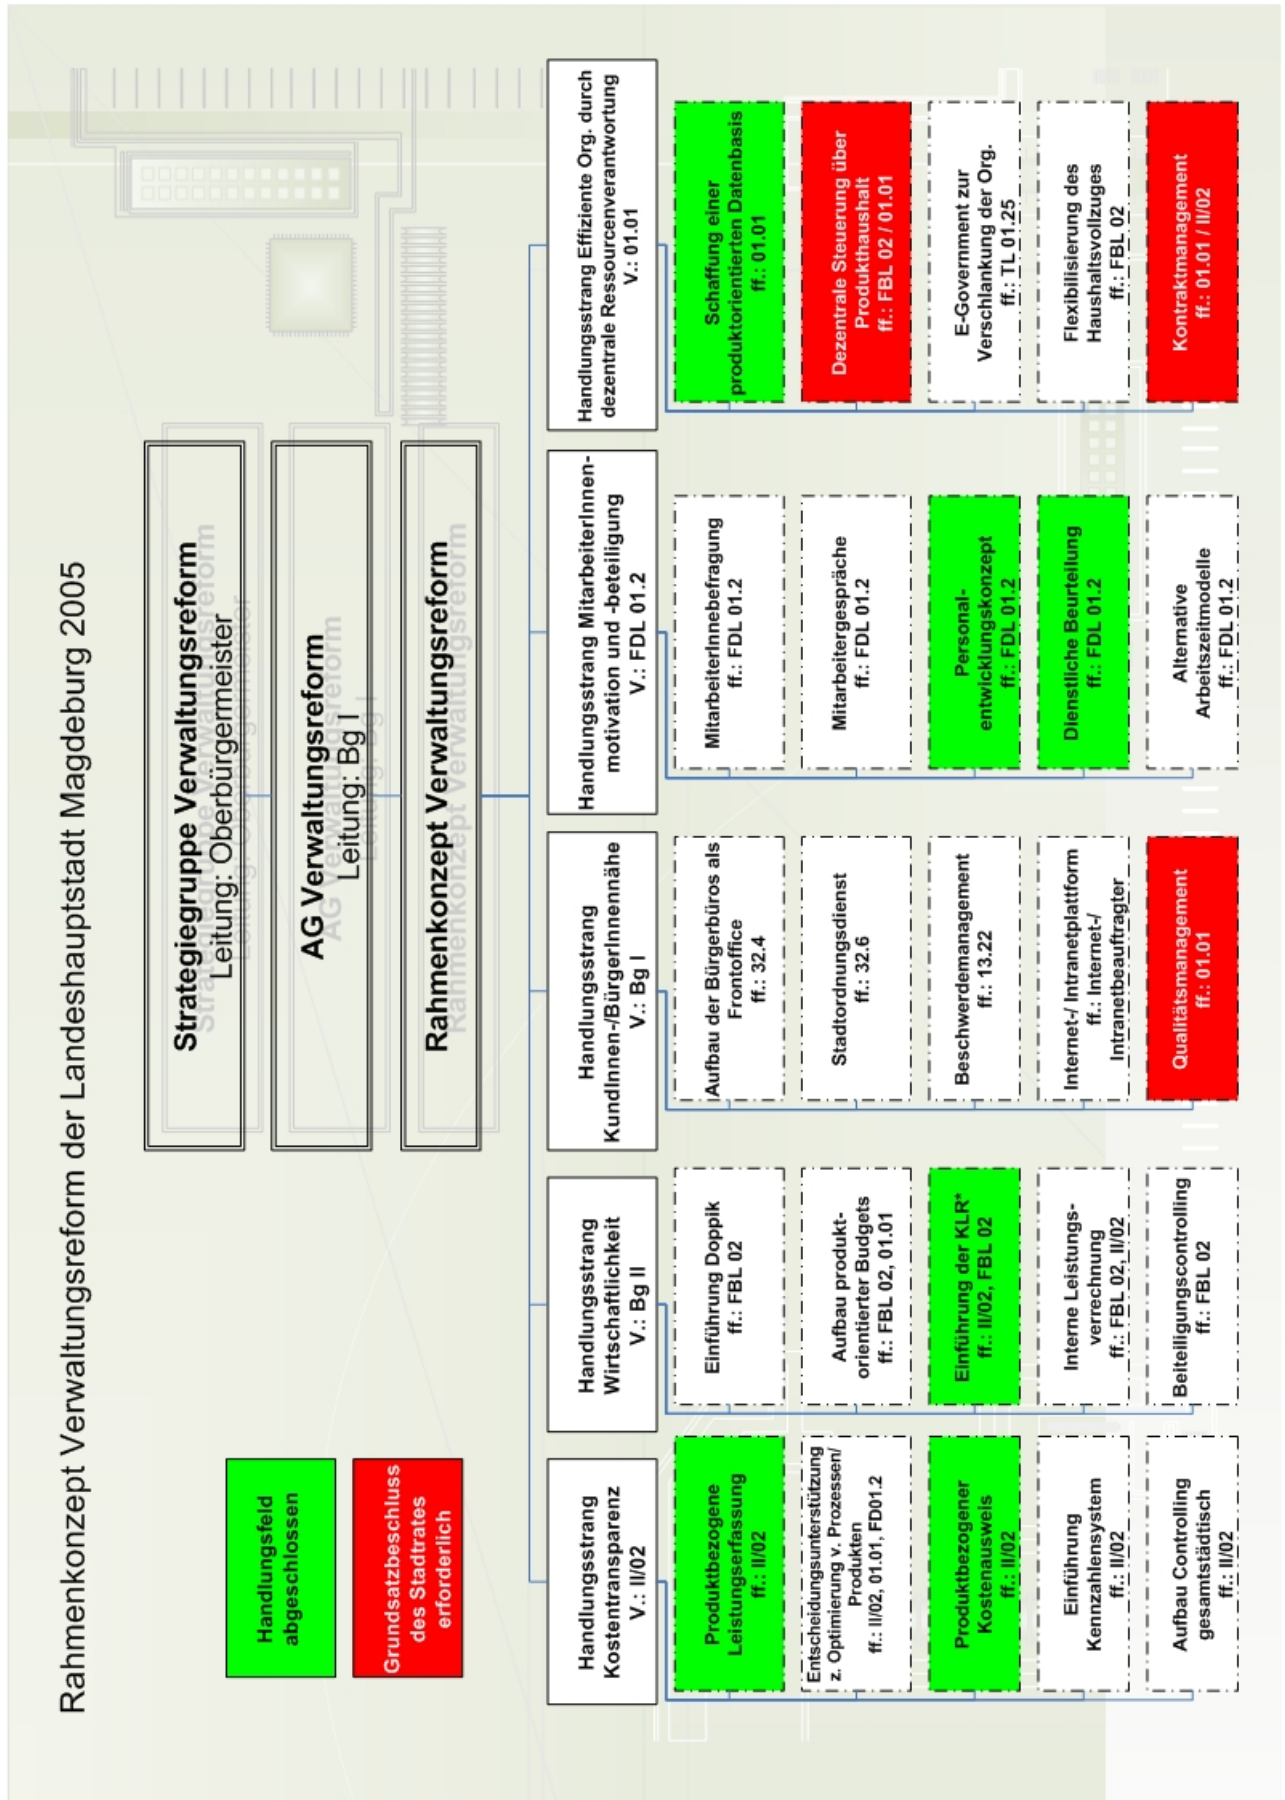 Rahmenkonzept Verwaltungsreform der Landeshauptstadt Magdeburg 2005
Handlungsfeld
abgeschlossen
Grundsatzbeschluss
des Stadtrates
erforderlich
Strategiegruppe Verwaltungsreform
Leitung: Oberbürgermeister
AG Verwaltungsreform
Leitung: Bg I
Rahmenkonzept Verwaltungsreform
Handlungsstrang
Kostentransparenz
V.: II/02
Produktbezogene
Leistungserfassung
ff.: II/02
Entscheidungsunterstützung
z. Optimierung v. Prozessen/
Produkten
ff.: II/02, 01.01, FD01.2
Produktbezogener
Kostenausweis
ff.: II/02
Einführung
Kennzahlensystem
ff.: II/02
Aufbau Controlling
gesamtstädtisch
ff.: II/02
Handlungsstrang
Wirtschaftlichkeit
V.: Bg II
Einführung Doppik
ff.: FBL 02
Aufbau produkt-
orientierter Budgets
ff.: FBL 02, 01.01
Einführung der KLR*
ff.: II/02, FBL 02
Interne Leistungs-
verrechnung
ff.: FBL 02, II/02
Beiteiligungscontrolling
ff.: FBL 02
Handlungsstrang
KundInnen-/BürgerInnennähe
V.: Bg I
Aufbau der Bürgerbüros als
Frontoffice
ff.: 32.4
Stadtordnungsdienst
ff.: 32.6
Beschwerdemanagement
ff.: 13.22
Internet-/ Intranetplattform
ff.: Internet-/
Intranetbeauftragter
Qualitätsmanagement
ff.: 01.01
Handlungsstrang MitarbeiterInnen-
motivation und -beteiligung
V.: FDL 01.2
MitarbeiterInnebefragung
ff.: FDL 01.2
Mitarbeitergespräche
ff.: FDL 01.2
Personal-
entwicklungskonzept
ff.: FDL 01.2
Dienstliche Beurteilung
ff.: FDL 01.2
Alternative
Arbeitszeitmodelle
ff.: FDL 01.2
Handlungsstrang Effiziente Org. durch
dezentrale Ressourcenverantwortung
V.: 01.01
Schaffung einer
produktorientierten Datenbasis
ff.: 01.01
Dezentrale Steuerung über
Produkthaushalt
ff.: FBL 02 / 01.01
E-Government zur
Verschlankung der Org.
ff.: TL 01.25
Flexibilisierung des
Haushaltsvollzuges
ff.: FBL 02
Kontraktmanagement
ff.: 01.01 / II/02